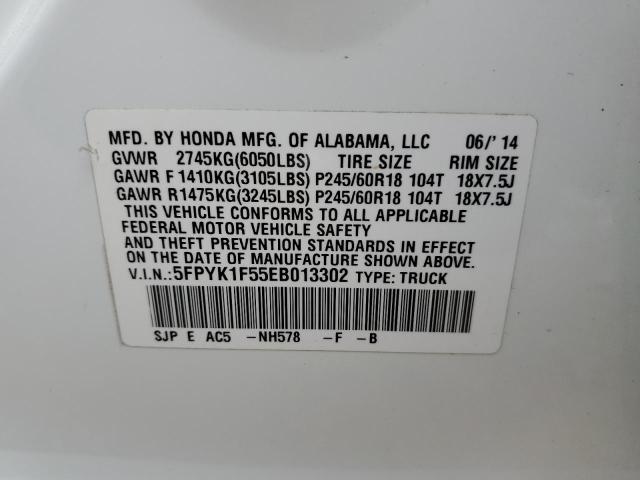 MFD. BY HONDA MFG. OF ALABAMA, LLC 06/'14
GVWR 2745KG(6050LBS) TIRE SIZE RIM SIZE
GAWR F 1410KG(3105LBS) P245/60R18 104T 18X7.5J
GAWR R1475KG(3245LBS) P245/60R18 104T 18X7.5J
THIS VEHICLE CONFORMS TO ALL APPLICABLE
FEDERAL MOTOR VEHICLE SAFETY
AND THEFT PREVENTION STANDARDS IN EFFECT
ON THE DATE OF MANUFACTURE SHOWN ABOVE.
V.I.N.:5FPYK1F55EB013302 TYPE: TRUCK
SJP E AC5 -NH578 -F -B